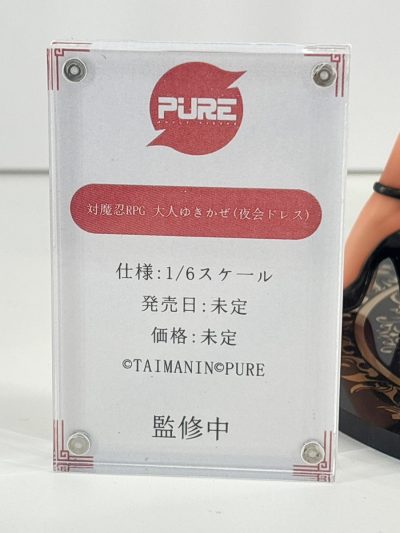 PURE
対魔忍RPG 大人ゆきかぜ(夜会ドレス)
仕様:1/6スケール
発売日:未定
価格:未定
©TAIMANIN©PURE
監修中